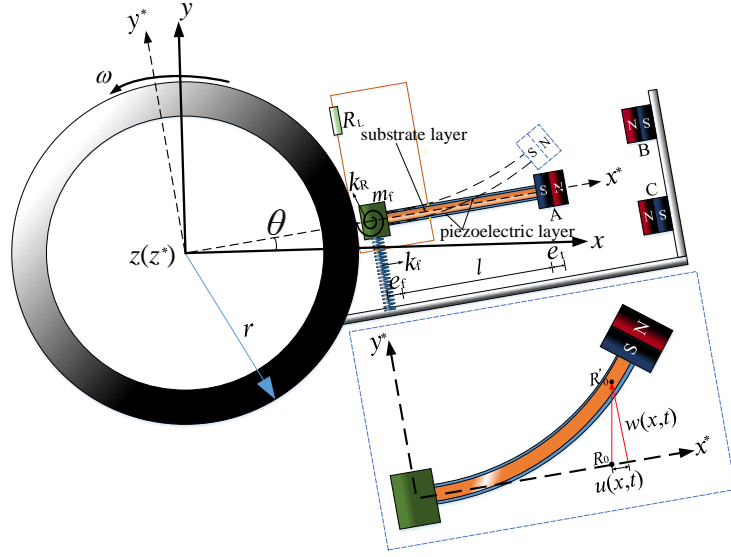 y*
y
ω
R_L
substrate layer
S N
N S
B
k_R
m_f
S N
x*
A
N S
C
θ
piezoelectric layer
x
z(z*)
k_f
l
e_t
e_f
r
y*
N
S
R'_0
w(x,t)
R_0
x*
u(x,t)